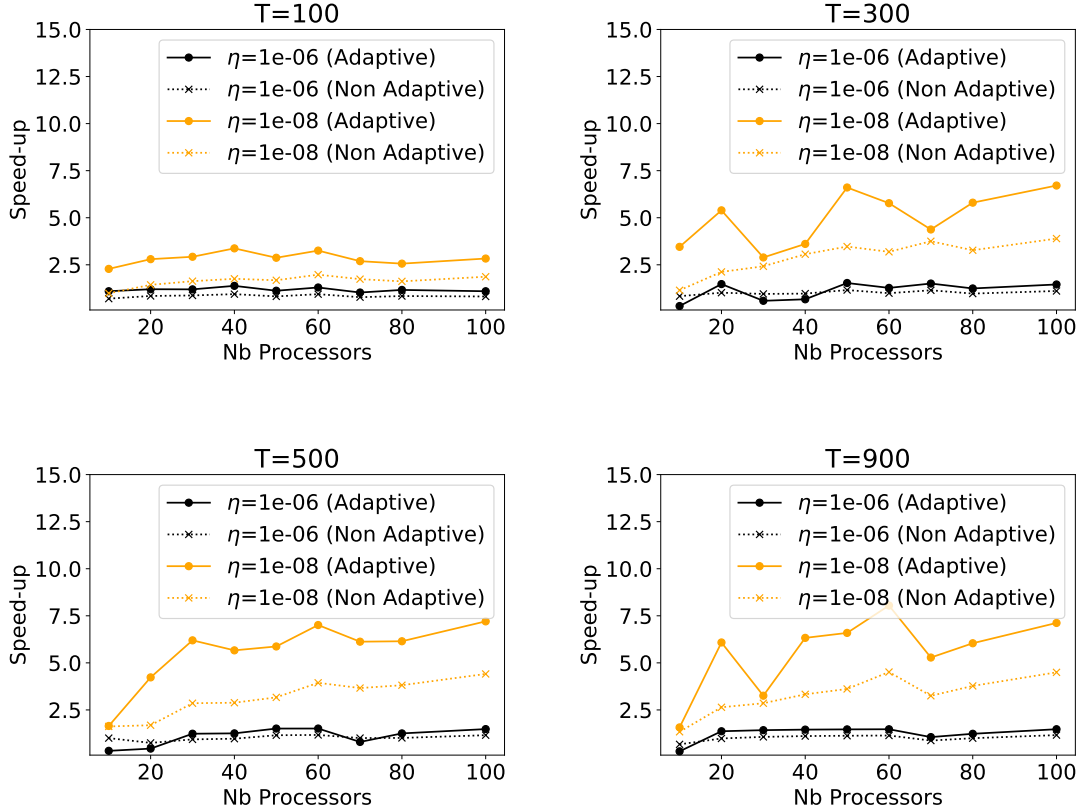 T=100
15.0
12.5
10.0
7.5
5.0
2.5
Speed-up
η=1e-06 (Adaptive)
η=1e-06 (Non Adaptive)
η=1e-08 (Adaptive)
η=1e-08 (Non Adaptive)
20 40 60 80 100
Nb Processors
T=300
15.0
12.5
10.0
7.5
5.0
2.5
Speed-up
η=1e-06 (Adaptive)
η=1e-06 (Non Adaptive)
η=1e-08 (Adaptive)
η=1e-08 (Non Adaptive)
20 40 60 80 100
Nb Processors
T=500
15.0
12.5
10.0
7.5
5.0
2.5
Speed-up
η=1e-06 (Adaptive)
η=1e-06 (Non Adaptive)
η=1e-08 (Adaptive)
η=1e-08 (Non Adaptive)
20 40 60 80 100
Nb Processors
T=900
15.0
12.5
10.0
7.5
5.0
2.5
Speed-up
η=1e-06 (Adaptive)
η=1e-06 (Non Adaptive)
η=1e-08 (Adaptive)
η=1e-08 (Non Adaptive)
20 40 60 80 100
Nb Processors